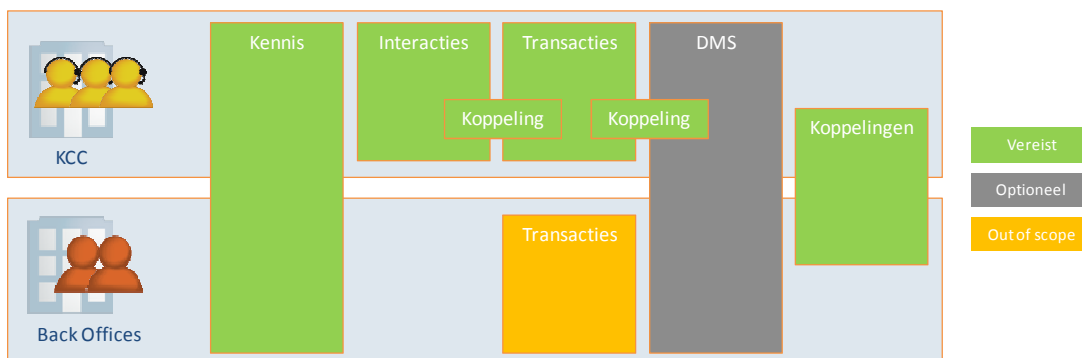 Kennis
Interacties
Transacties
DMS
Koppeling
Koppeling
Koppelingen
KCC
Transacties
Back Offices
Vereist
Optioneel
Out of scope